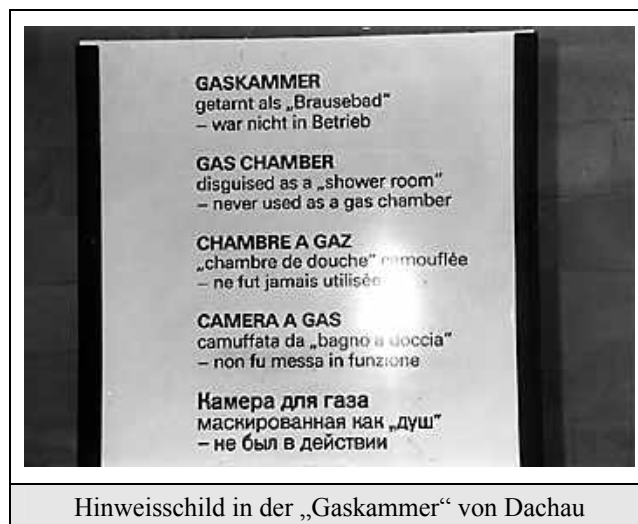 GASKAMMER
getarnt als „Brausebad"
– war nicht in Betrieb
GAS CHAMBER
disguised as a „shower room"
– never used as a gas chamber
CHAMBRE A GAZ
„chambre de douche" camouflée
– ne fut jamais utilisée
CAMERA A GAS
camuffata da „bagno a doccia"
– non fu messa in funzione
Камера для газа
маскированная как „душ"
– не был в действии
Hinweisschild in der „Gaskammer“ von Dachau